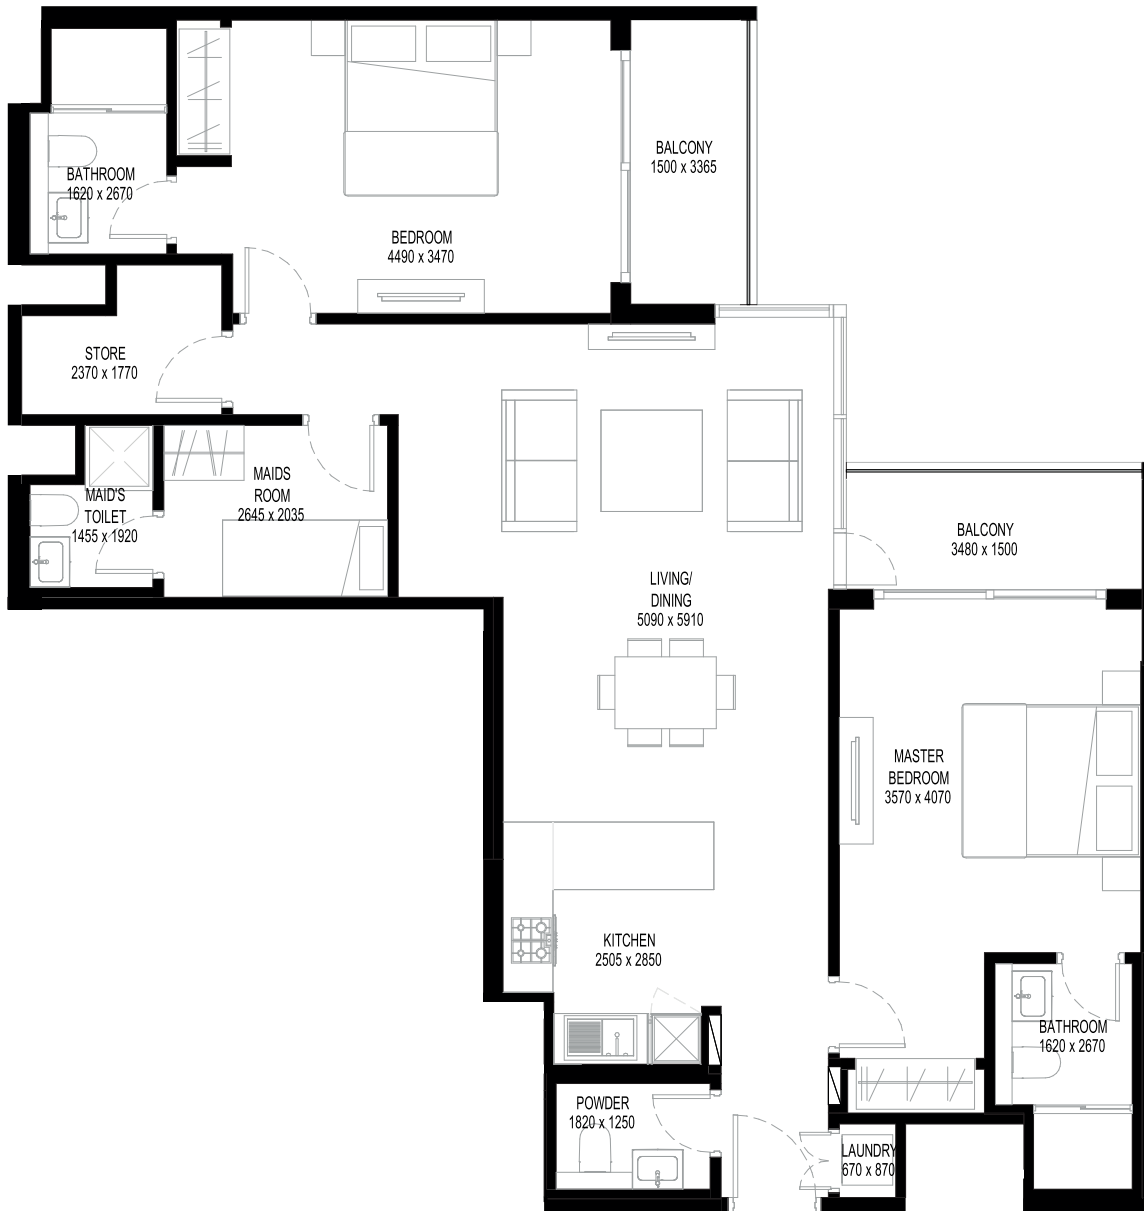 BALCONY
1500 x 3365
BATHROOM
1620 x 2670
BEDROOM
4490 x 3470
STORE
2370 x 1770
MAIDS
ROOM
2645 x 2035
MAID'S
TOILET
1455 x 1920
BALCONY
3480 x 1500
LIVING/
DINING
5090 x 5910
MASTER
BEDROOM
3570 x 4070
KITCHEN
2505 x 2850
BATHROOM
1620 x 2670
POWDER
1820 x 1250
LAUNDRY
670 x 870